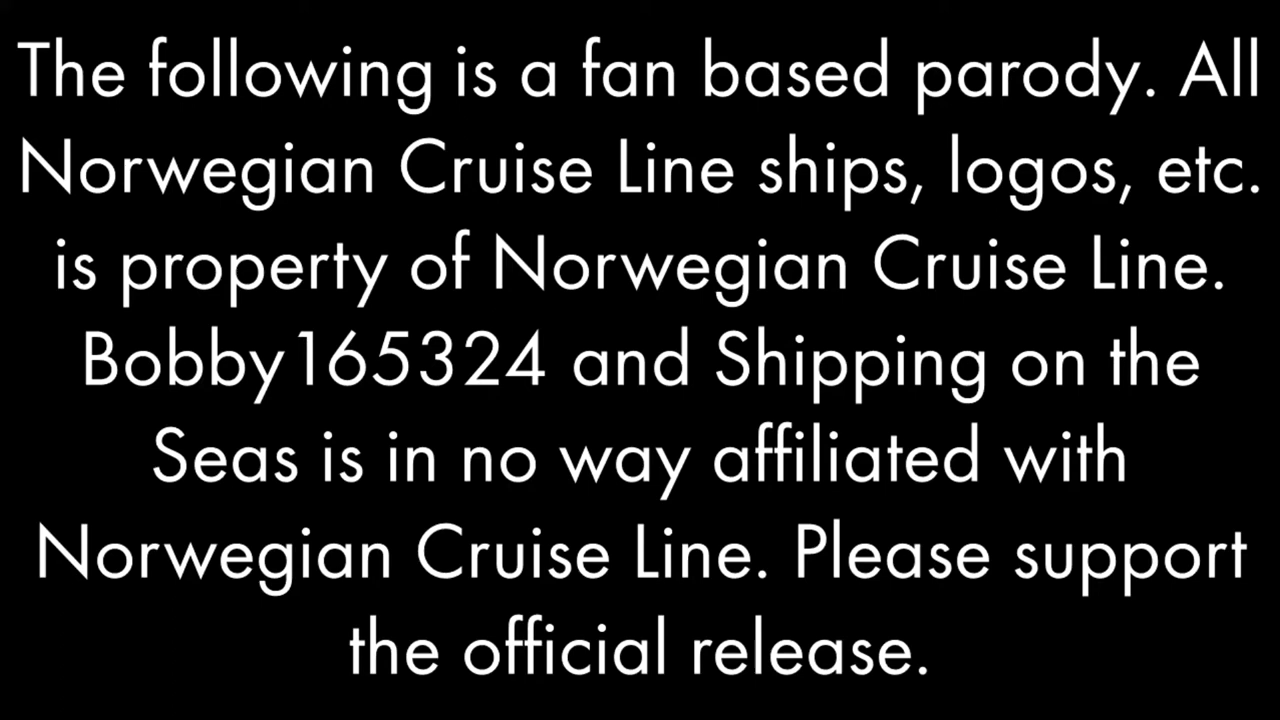 The following is a fan based parody. All
Norwegian Cruise Line ships, logos, etc.
is property of Norwegian Cruise Line.
Bobby165324 and Shipping on the
Seas is in no way affiliated with
Norwegian Cruise Line. Please support
the official release.